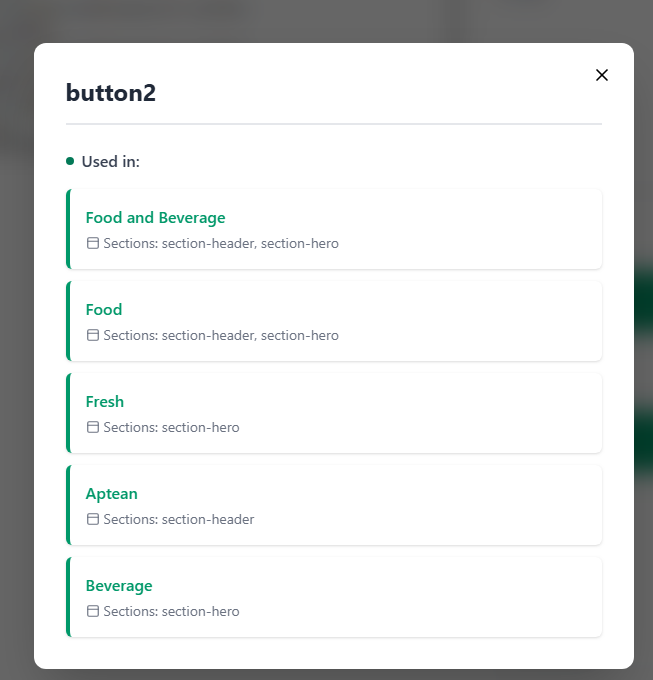 button2
Used in:
Food and Beverage
Sections: section-header, section-hero
Food
Sections: section-header, section-hero
Fresh
Sections: section-hero
Aptean
Sections: section-header
Beverage
Sections: section-hero